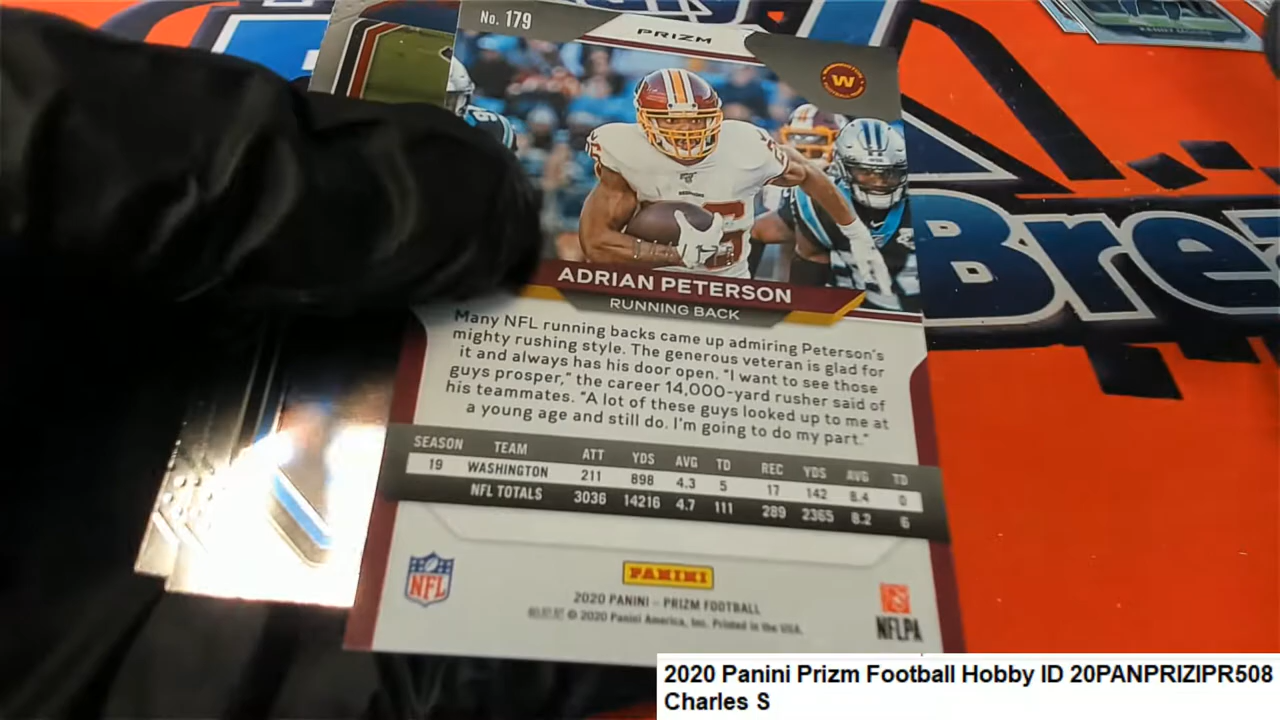 No. 179
PRIZM
W
ADRIAN PETERSON
RUNNING BACK
Many NFL running backs came up admiring Peterson's
mighty rushing style. The generous veteran is glad for
it and always has his door open. "I want to see those
guys prosper," the career 14,000-yard rusher said of
his teammates. "A lot of these guys looked up to me at
a young age and still do. I'm going to do my part."
SEASON TEAM ATT YDS AVG TD REC YDS AVG TD
19 WASHINGTON 211 898 4.3 5 17 142 8.4 0
NFL TOTALS 3036 14216 4.7 111 289 2365 8.2 6
NFL
PANINI
NFLPA
2020 PANINI – PRIZM FOOTBALL
© 2020 Panini America, Inc. Printed in the USA.
Bre
2020 Panini Prizm Football Hobby ID 20PANPRIZIPR508
Charles S